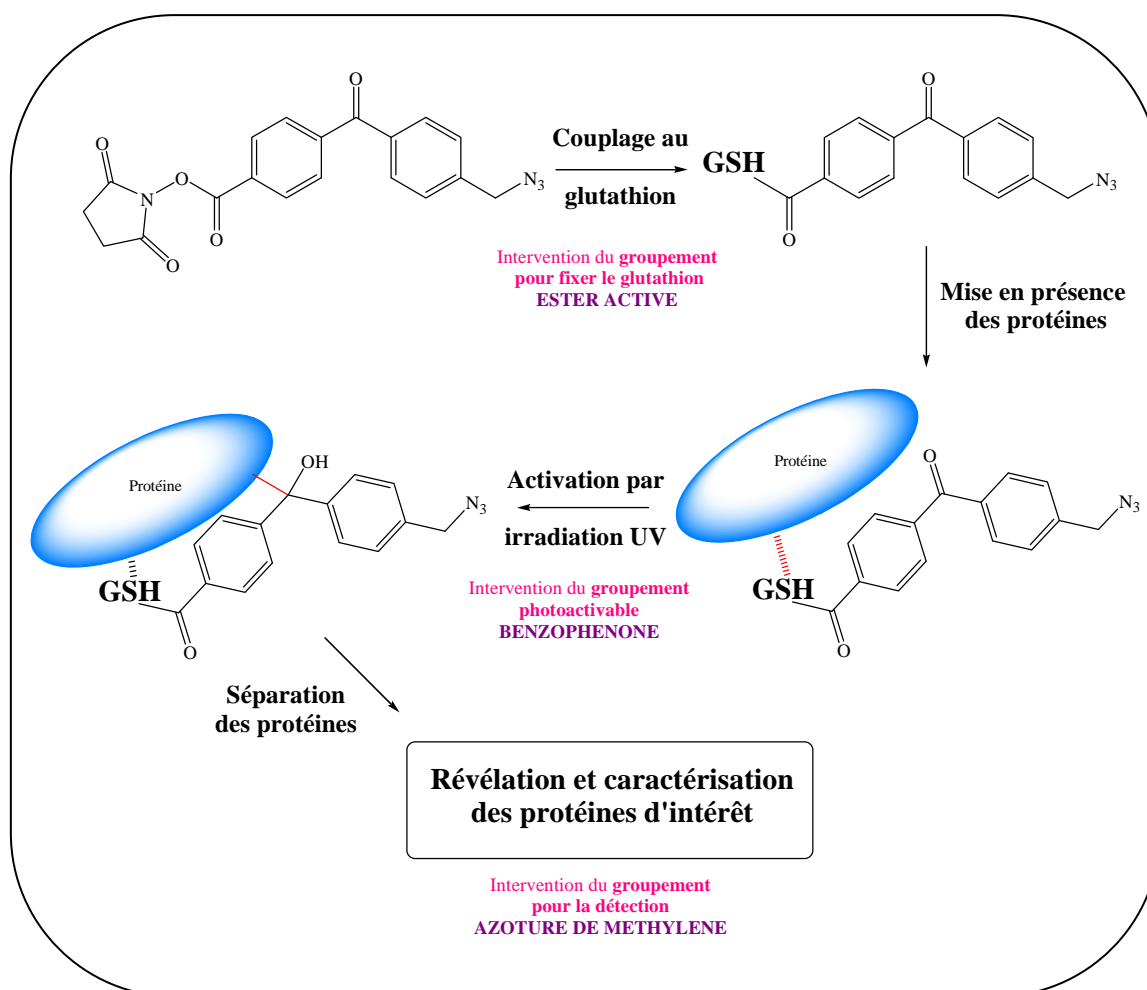 O
O
O
O
N
O
O
N3
Couplage au
glutathion
GSH
O
N3
O
Intervention du groupement
pour fixer le glutathion
ESTER ACTIVE
Mise en présence
des protéines
Protéine
OH
N3
GSH
O
Activation par
irradiation UV
Intervention du groupement
photoactivable
BENZOPHENONE
Protéine
O
N3
GSH
O
Séparation
des protéines
Révélation et caractérisation
des protéines d'intérêt
Intervention du groupement
pour la détection
AZOTURE DE METHYLENE